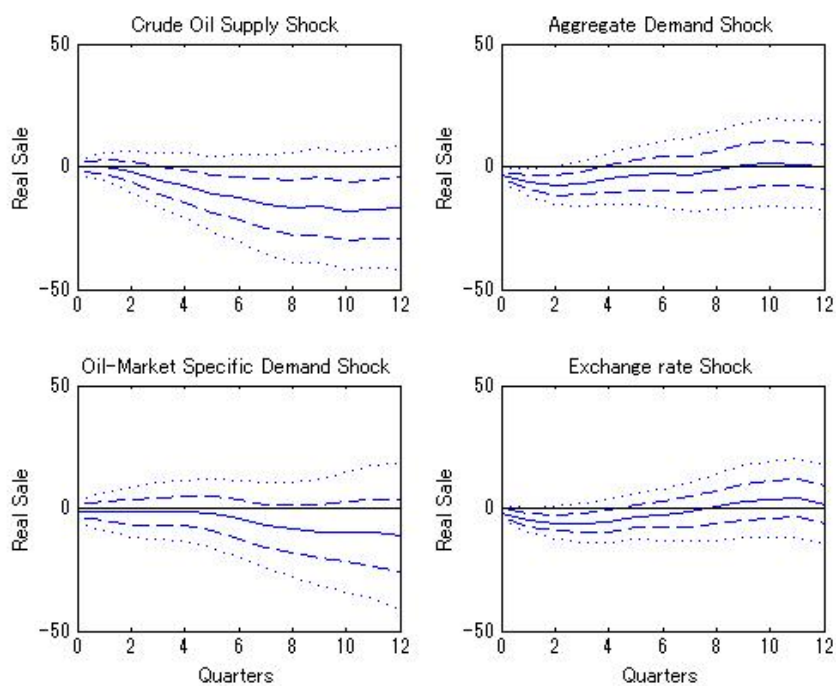 Crude Oil Supply Shock
50
0
-50
Real Sale
0 2 4 6 8 10 12
Aggregate Demand Shock
50
0
-50
Real Sale
0 2 4 6 8 10 12
Oil-Market Specific Demand Shock
50
0
-50
Real Sale
0 2 4 6 8 10 12
Quarters
Exchange rate Shock
50
0
-50
Real Sale
0 2 4 6 8 10 12
Quarters